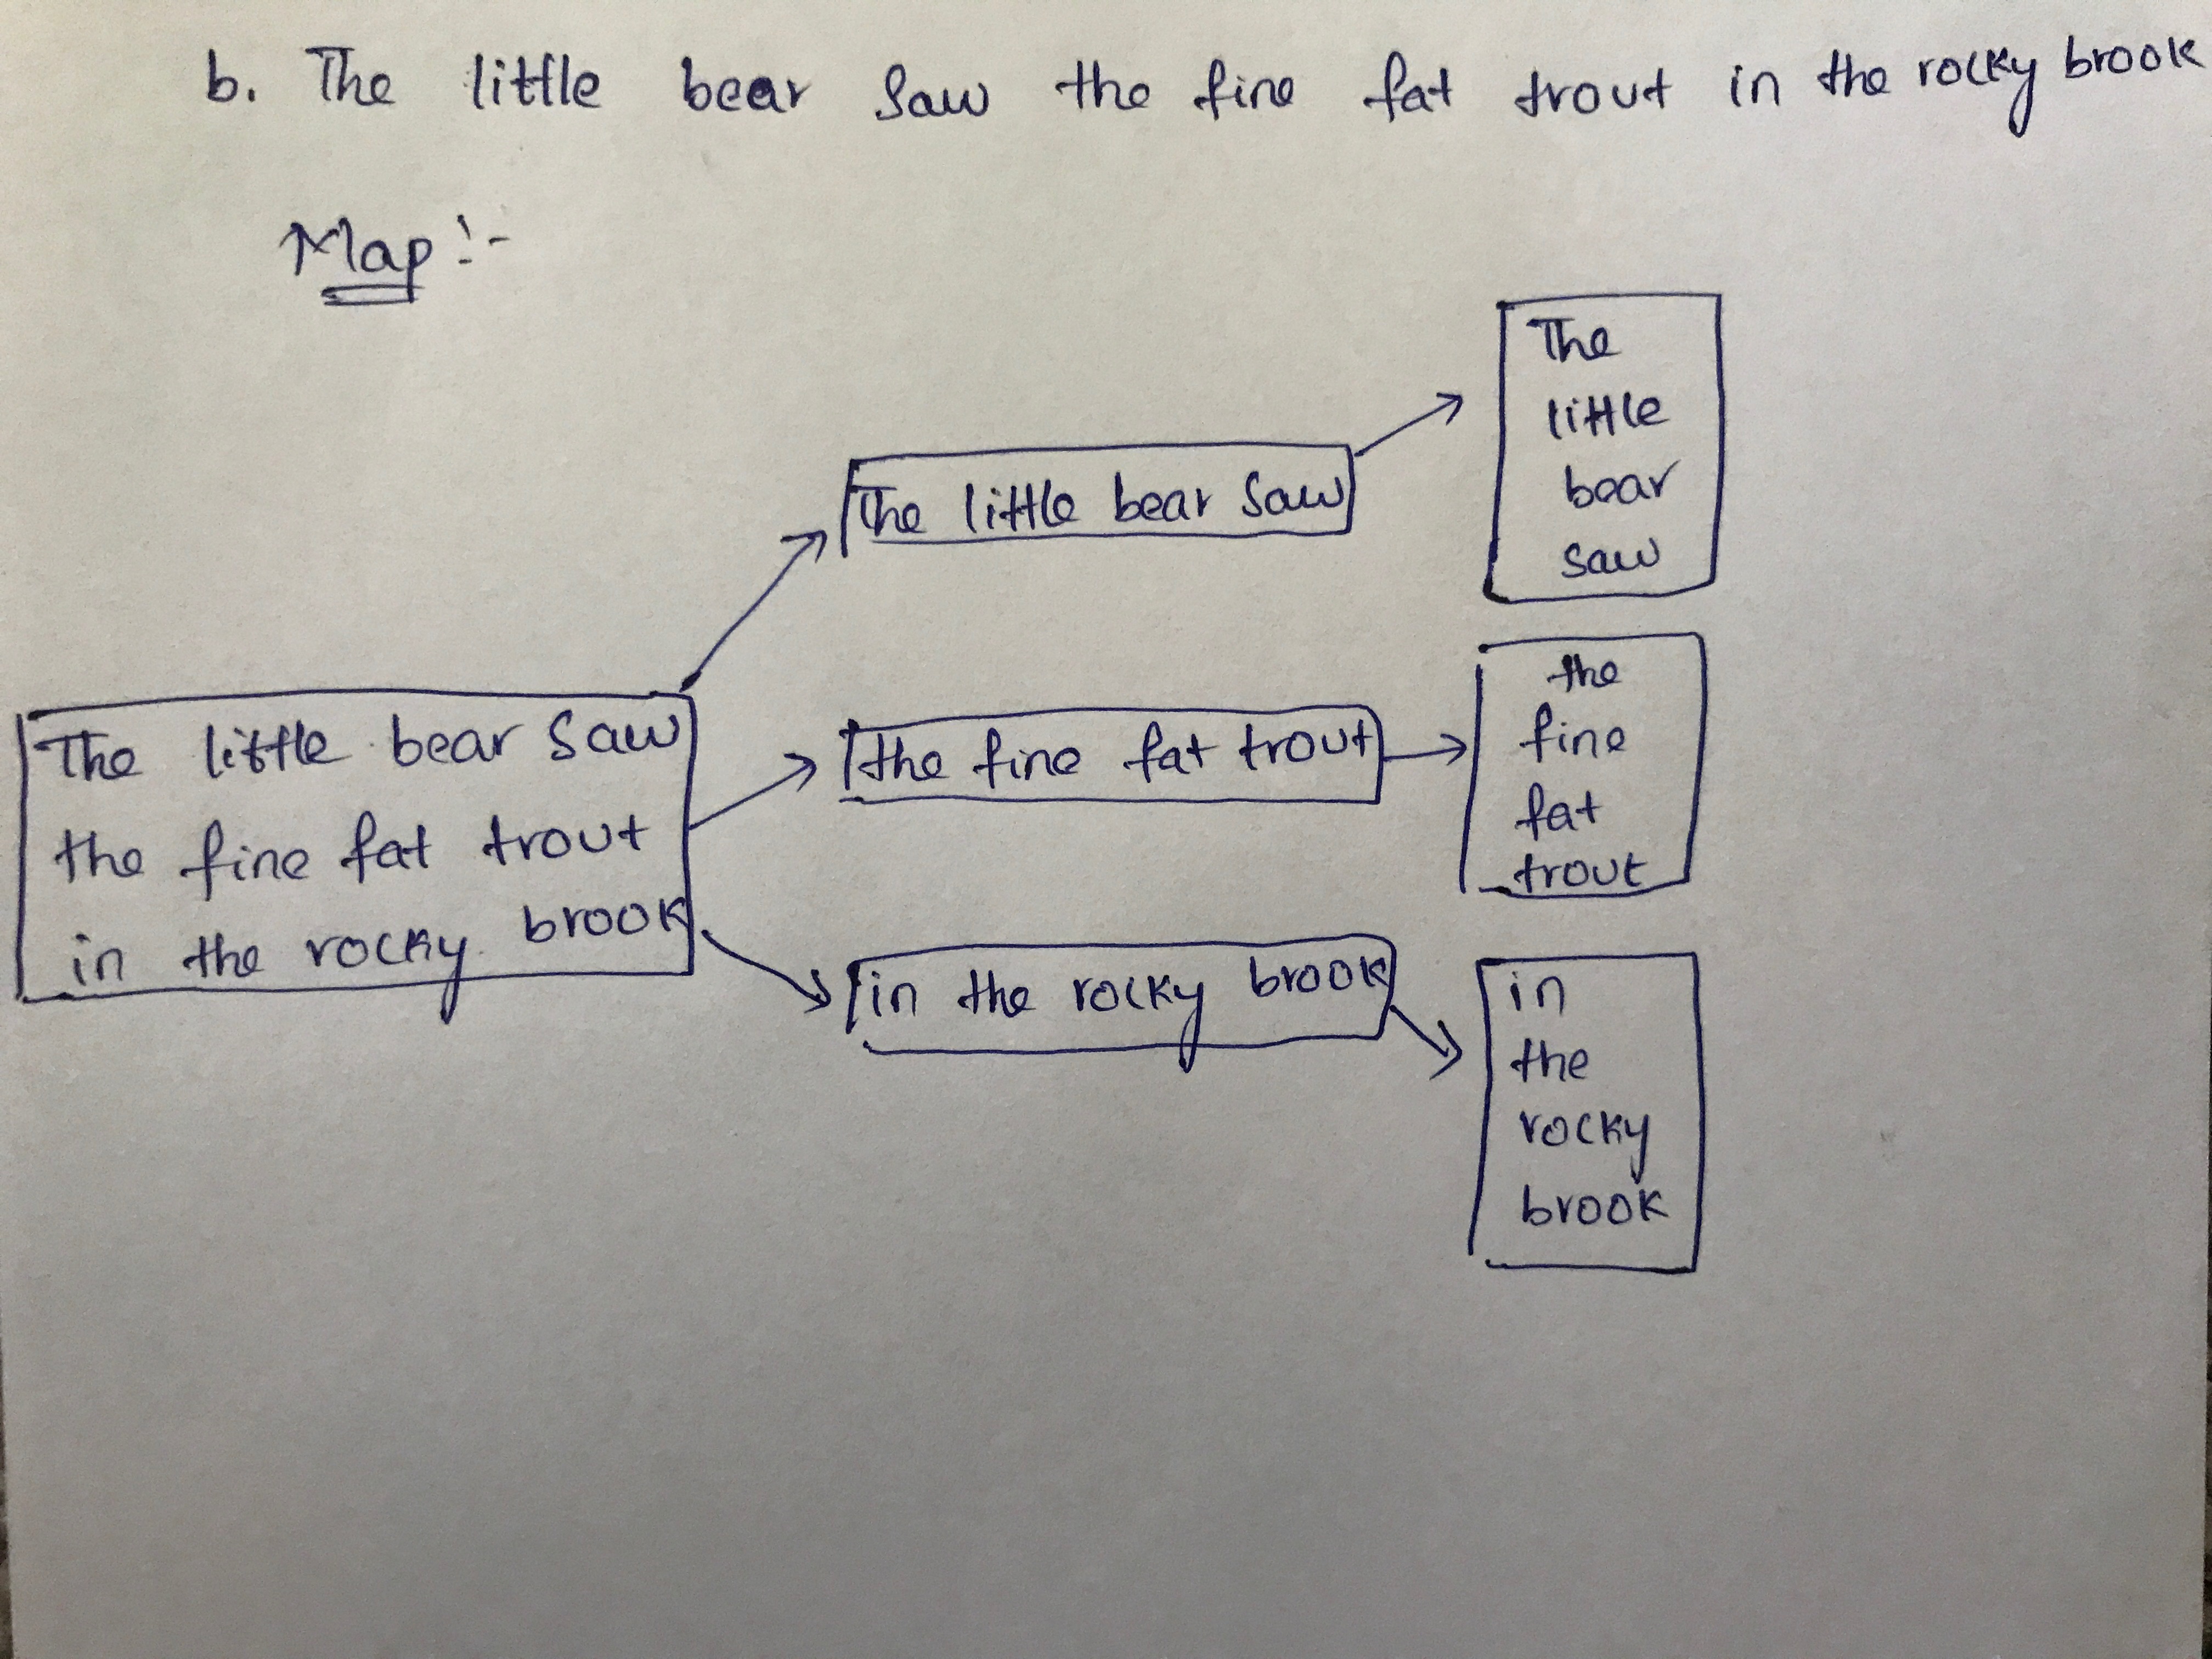 b. The little bear saw the fine fat trout in the rocky brook
Map :-
The little bear saw
the fine fat trout
in the rocky brook
The little bear saw
the fine fat trout
in the rocky brook
The
little
bear
saw
the
fine
fat
trout
in
the
rocky
brook